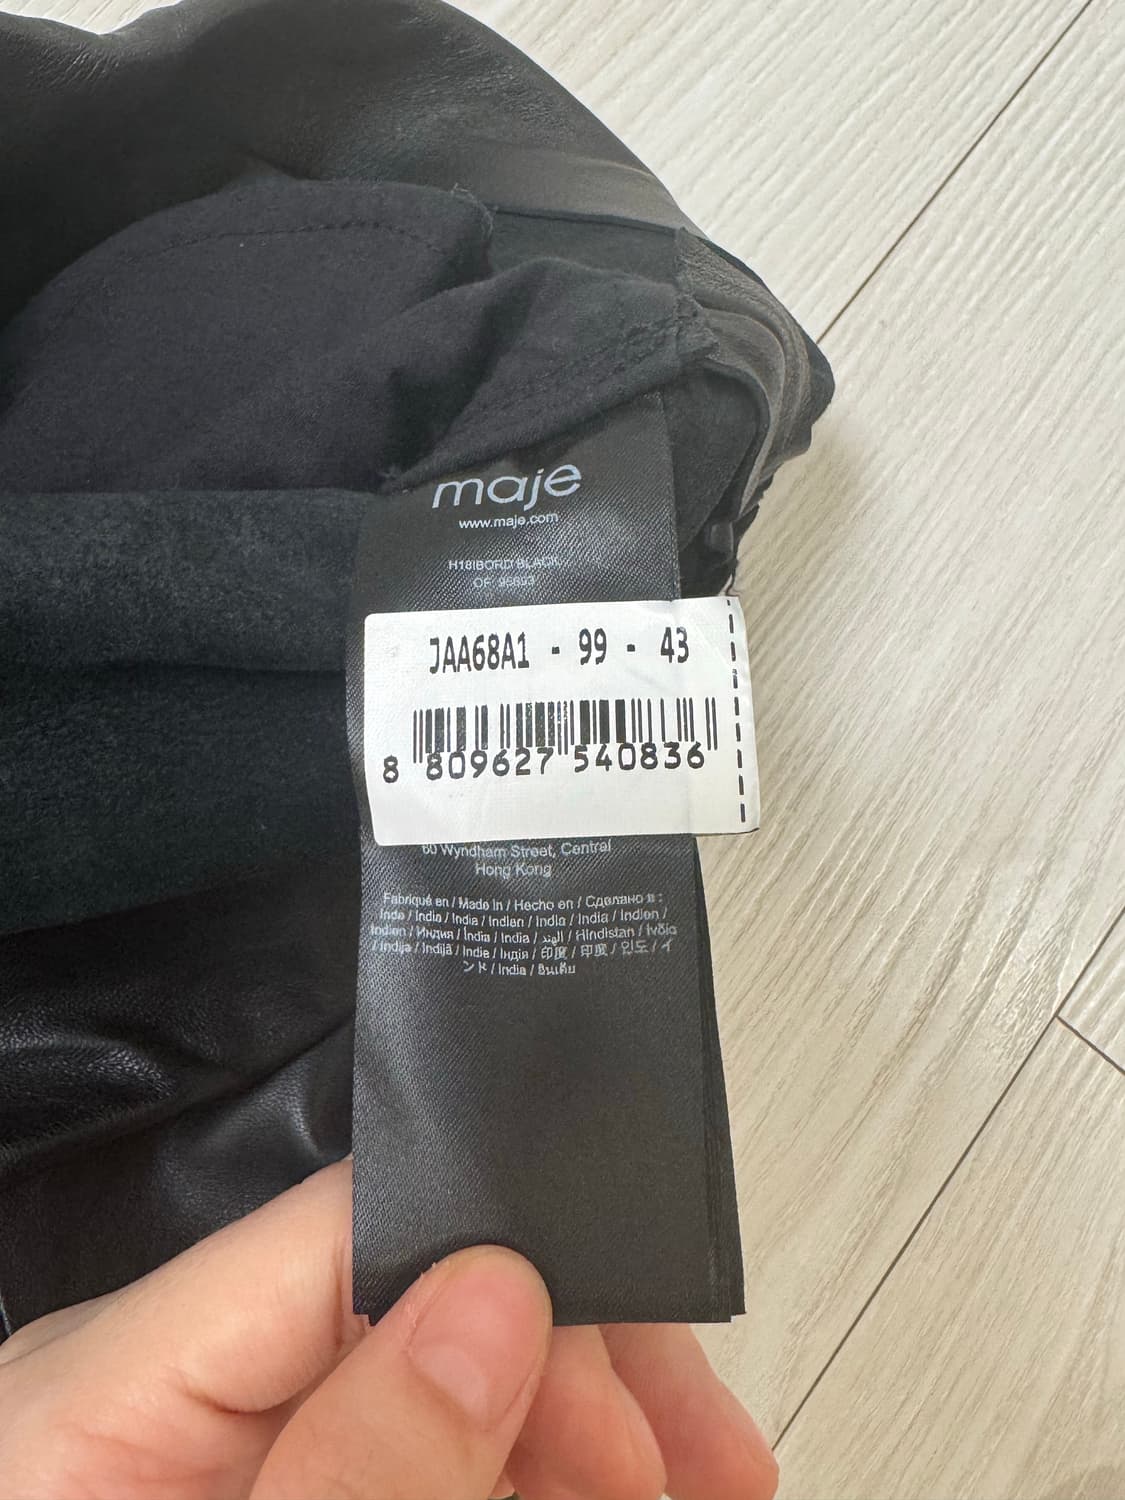 maje
www.maje.com
H18IBORD BLACK
OF: 95653
JAA68A1 - 99 - 43
8 809627 540836
60 Wyndham Street, Central
Hong Kong
Fabriqué en / Made in / Hecho en / Сделано в :
Inde / India / India / Indien / India / India / Indien /
Indien / Индия / Índia / India / الهند / Hindistan / Ινδία
/ Indija / Indijā / Indie / Індія / 印度 / 印度 / 인도 / イ
ンド / India / อินเดีย